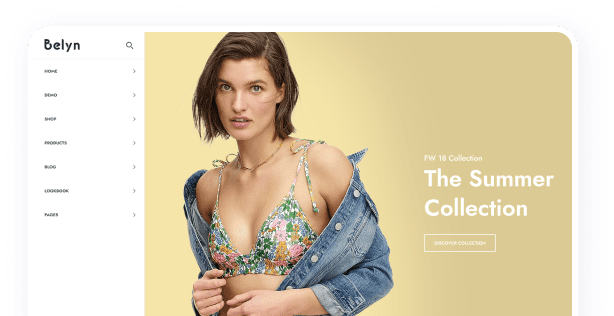 Belyn
HOME
DEMO
SHOP
PRODUCTS
BLOG
LOOKBOOK
PAGES
FW 18 Collection
The Summer
Collection
DISCOVER COLLECTION